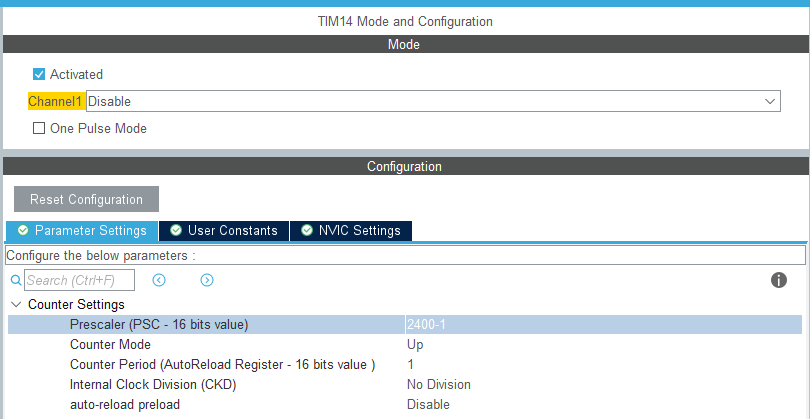 TIM14 Mode and Configuration
Mode
Activated
Channel1 Disable
One Pulse Mode
Configuration
Reset Configuration
Parameter Settings User Constants NVIC Settings
Configure the below parameters :
Search (Ctrl+F)
Counter Settings
Prescaler (PSC - 16 bits value) 2400-1
Counter Mode Up
Counter Period (AutoReload Register - 16 bits value ) 1
Internal Clock Division (CKD) No Division
auto-reload preload Disable